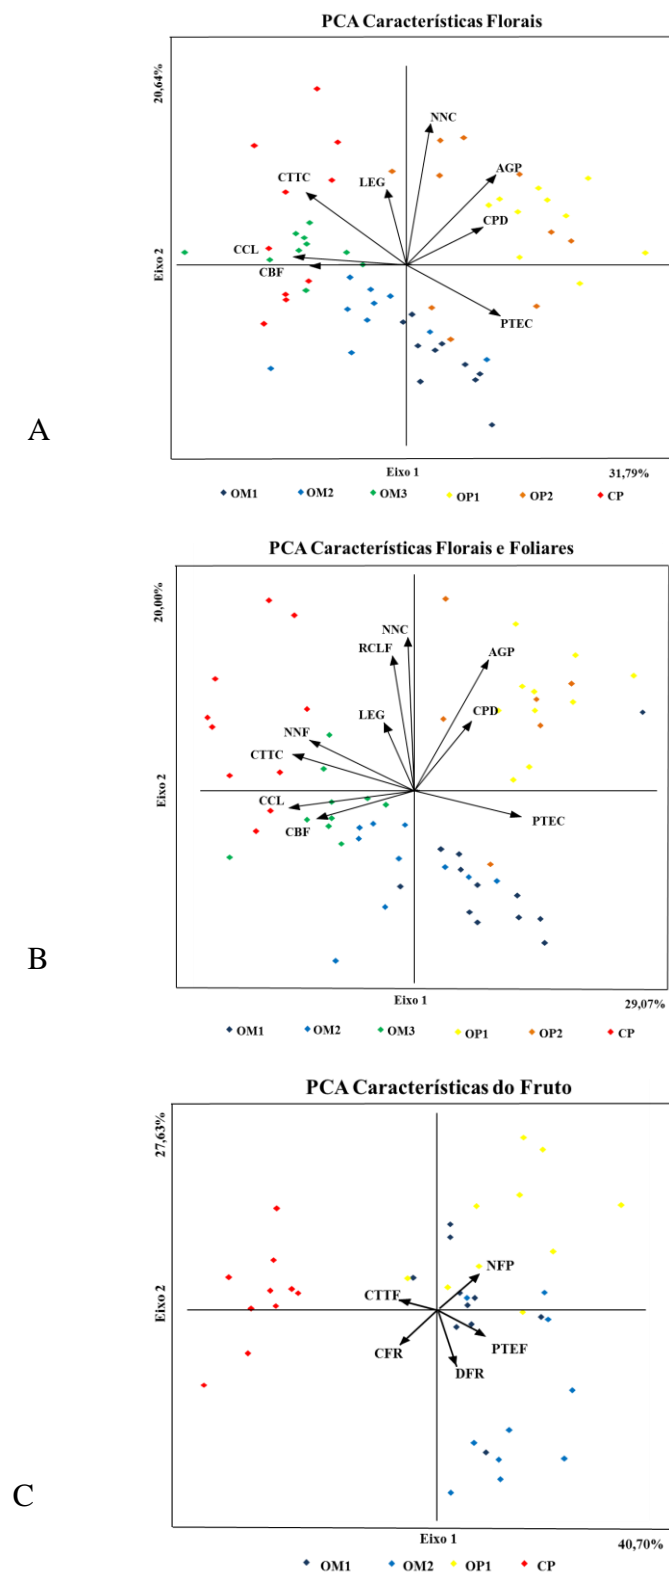 PCA Características Florais
20,64%
NNC
AGP
CTTC
LEG
CPD
CCL
CBF
Eixo 2
PTEC
A
Eixo 1
31,79%
OM1 OM2 OM3 OP1 OP2 CP
PCA Características Florais e Foliares
20,00%
NNC
RCLF
AGP
LEG
CPD
NNF
CTTC
Eixo 2
CCL
CBF
PTEC
B
Eixo 1
29,07%
OM1 OM2 OM3 OP1 OP2 CP
PCA Características do Fruto
27,63%
NFP
CTTF
Eixo 2
CFR
PTEF
DFR
C
Eixo 1
40,70%
OM1 OM2 OP1 CP